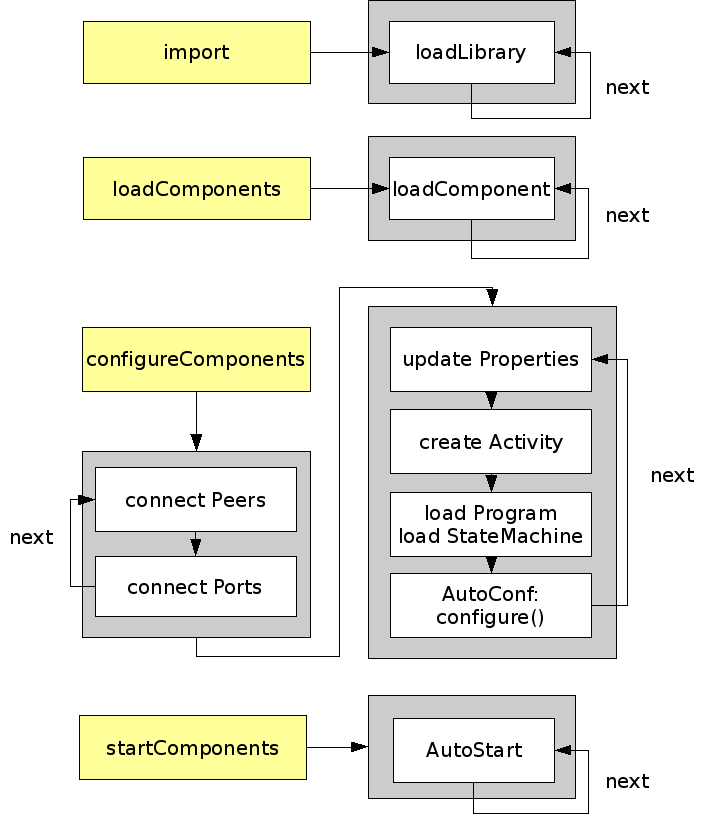 import
loadLibrary
next
loadComponents
loadComponent
next
configureComponents
connect Peers
connect Ports
next
update Properties
create Activity
load Program
load StateMachine
AutoConf:
configure()
next
startComponents
AutoStart
next